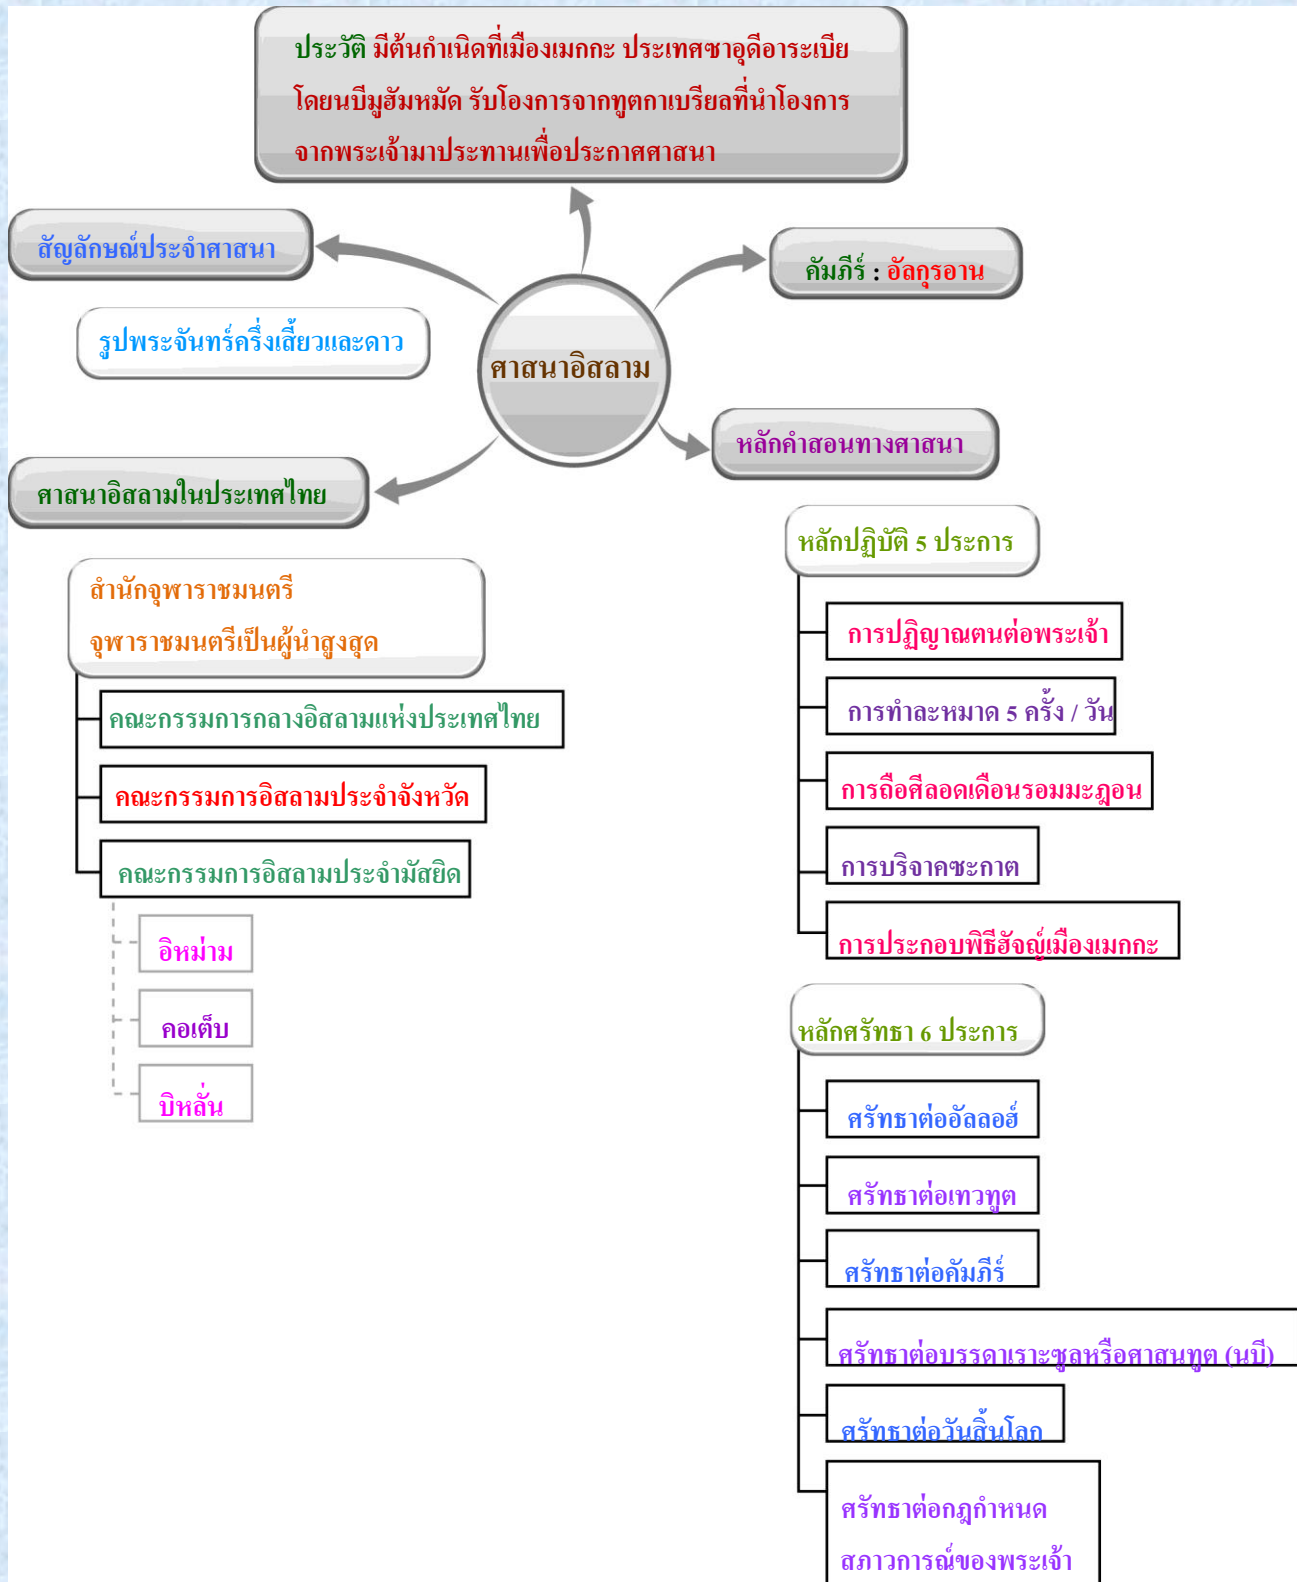 ประวัติ มีต้นกำเนิดที่เมืองเมกกะ ประเทศซาอุดีอาระเบีย
โดยนบีมูฮัมหมัด รับโองการจากทูตกาเบรียลที่นำโองการ
จากพระเจ้ามาประทานเพื่อประกาศศาสนา
สัญลักษณ์ประจำศาสนา
รูปพระจันทร์ครึ่งเสี้ยวและดาว
คัมภีร์ : อัลกุรอาน
ศาสนาอิสลาม
หลักคำสอนทางศาสนา
ศาสนาอิสลามในประเทศไทย
สำนักจุฬาราชมนตรี
จุฬาราชมนตรีเป็นผู้นำสูงสุด
คณะกรรมการกลางอิสลามแห่งประเทศไทย
คณะกรรมการอิสลามประจำจังหวัด
คณะกรรมการอิสลามประจำมัสยิด
อิหม่าม
คอเต็บ
บิหลั่น
หลักปฏิบัติ 5 ประการ
การปฏิญาณตนต่อพระเจ้า
การทำละหมาด 5 ครั้ง / วัน
การถือศีลอดเดือนรอมมะฎอน
การบริจาคซะกาต
การประกอบพิธีฮัจญ์เมืองเมกกะ
หลักศรัทธา 6 ประการ
ศรัทธาต่ออัลลอฮ์
ศรัทธาต่อเทวทูต
ศรัทธาต่อคัมภีร์
ศรัทธาต่อบรรดาเราะซูลหรือศาสนทูต (นบี)
ศรัทธาต่อวันสิ้นโลก
ศรัทธาต่อกฎกำหนด
สภาวการณ์ของพระเจ้า